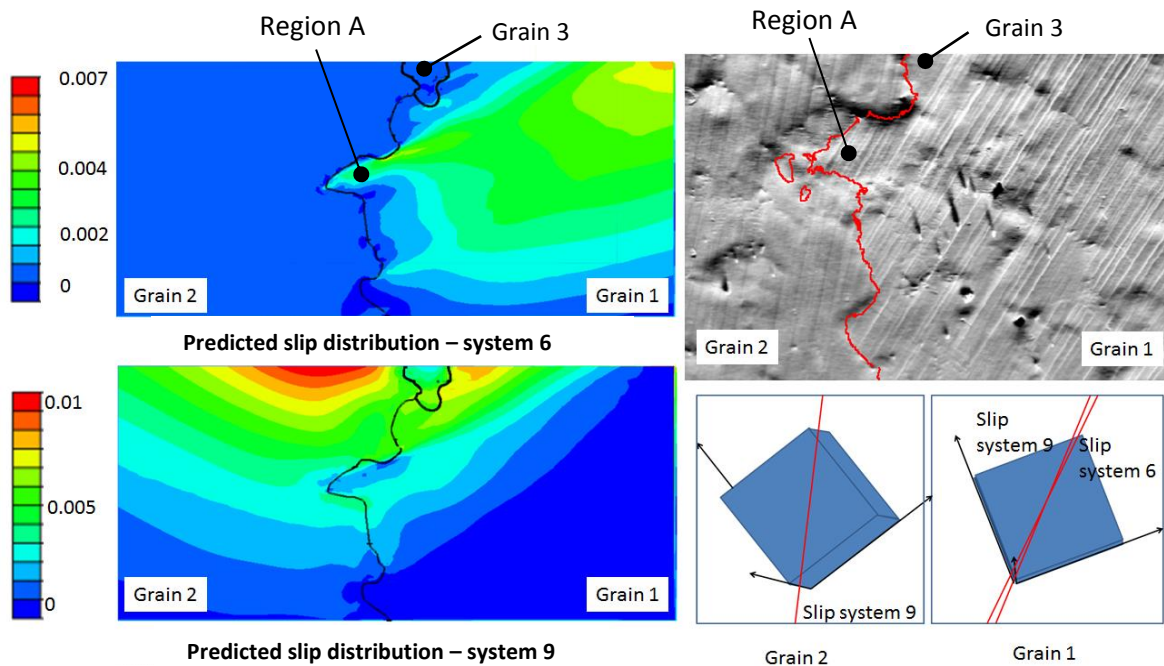 Region A
Grain 3
0.007
0.004
0.002
0
Grain 2
Grain 1
Predicted slip distribution – system 6
0.01
0.005
0
Grain 2
Grain 1
Predicted slip distribution – system 9
Grain 3
Region A
Grain 2
Grain 1
Slip system 9
Grain 2
Slip
system 9
Slip
system 6
Grain 1